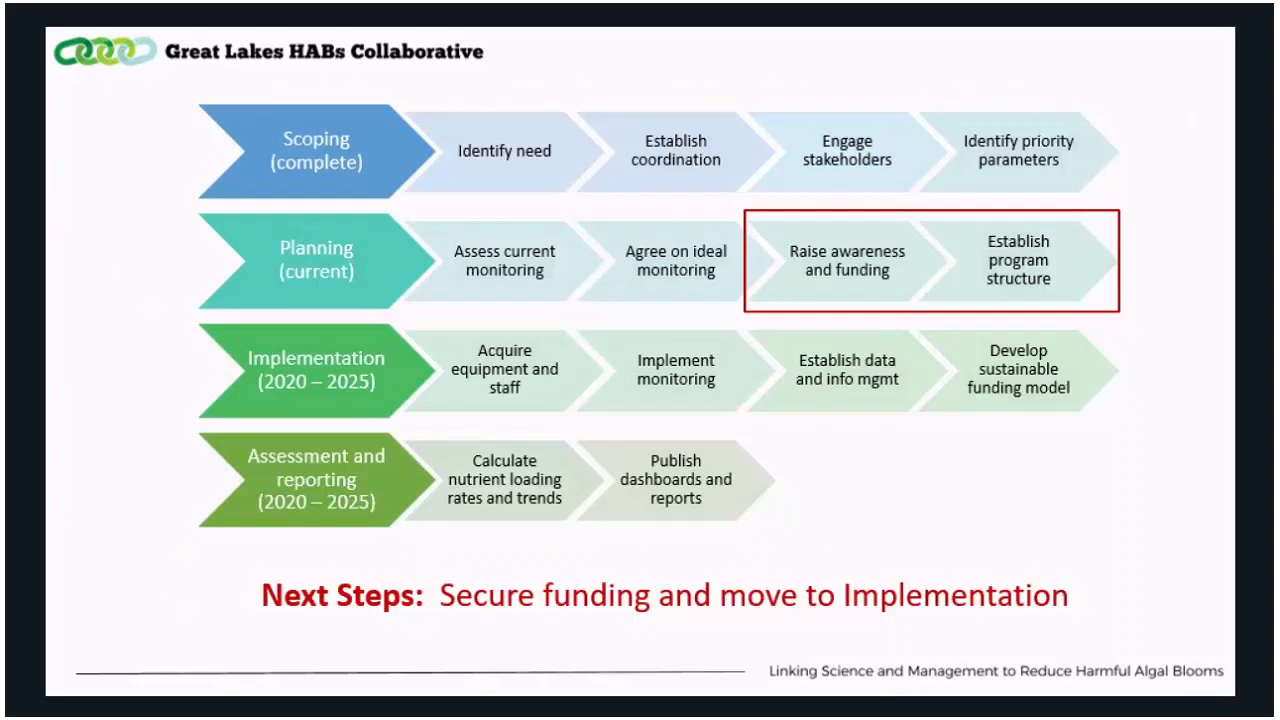 Great Lakes HABs Collaborative
Scoping
(complete)
Identify need
Establish
coordination
Engage
stakeholders
Identify priority
parameters
Planning
(current)
Assess current
monitoring
Agree on ideal
monitoring
Raise awareness
and funding
Establish
program
structure
Implementation
(2020 – 2025)
Acquire
equipment and
staff
Implement
monitoring
Establish data
and info mgmt
Develop
sustainable
funding model
Assessment and
reporting
(2020 – 2025)
Calculate
nutrient loading
rates and trends
Publish
dashboards and
reports
Next Steps: Secure funding and move to Implementation
Linking Science and Management to Reduce Harmful Algal Blooms